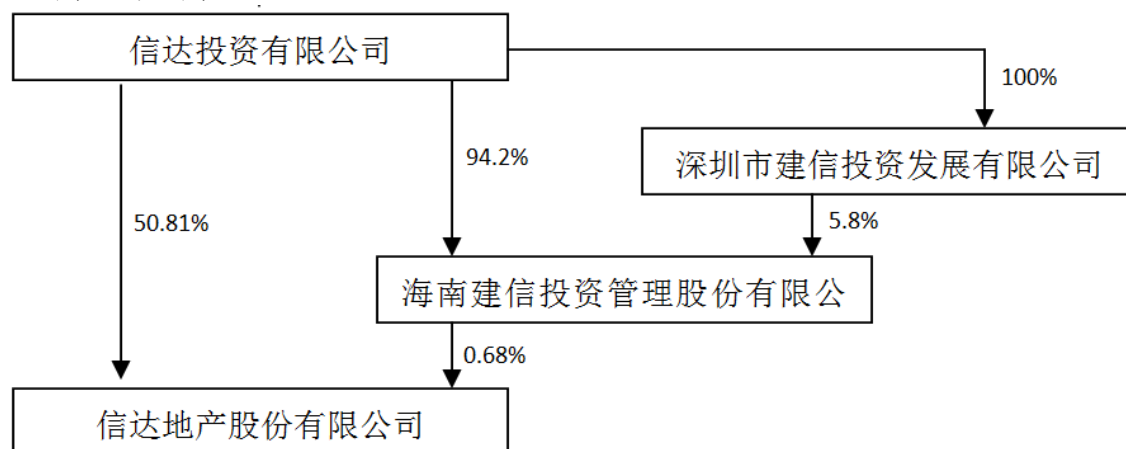 信达投资有限公司
100%
94.2%
深圳市建信投资发展有限公司
50.81%
5.8%
海南建信投资管理股份有限公
0.68%
信达地产股份有限公司